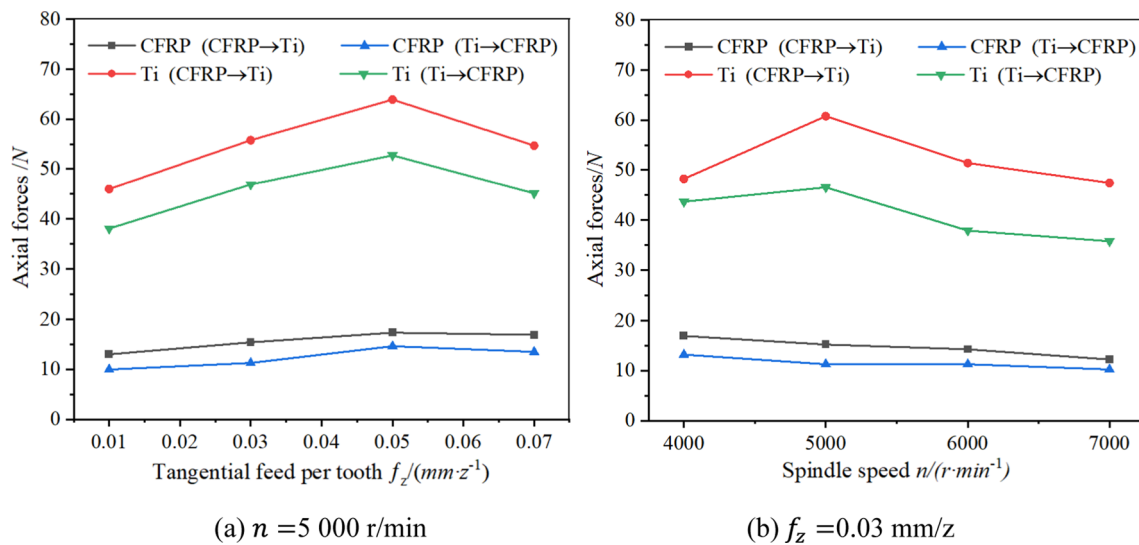 80
70
60
50
40
30
20
10
0
Axial forces /N
CFRP (CFRP→Ti)
CFRP (Ti→CFRP)
Ti (CFRP→Ti)
Ti (Ti→CFRP)
0.01 0.02 0.03 0.04 0.05 0.06 0.07
Tangential feed per tooth f_z/(mm·z⁻¹)
(a) n =5 000 r/min
80
70
60
50
40
30
20
10
0
Axial forces/N
CFRP (CFRP→Ti)
CFRP (Ti→CFRP)
Ti (CFRP→Ti)
Ti (Ti→CFRP)
4000 5000 6000 7000
Spindle speed n/(r·min⁻¹)
(b) f_z =0.03 mm/z